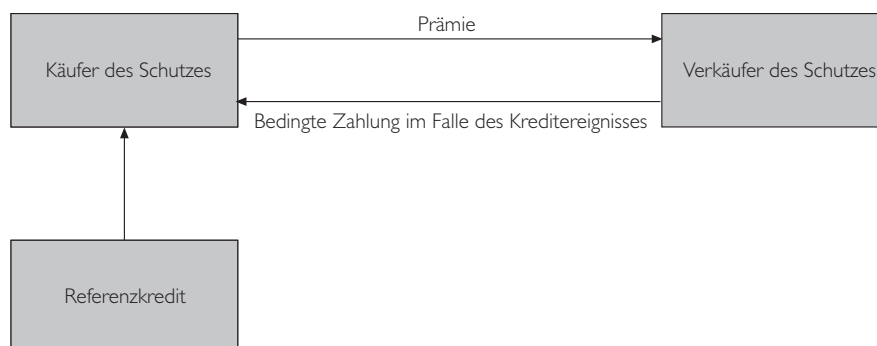 Prämie
Käufer des Schutzes
Verkäufer des Schutzes
Bedingte Zahlung im Falle des Kreditereignisses
Referenzkredit